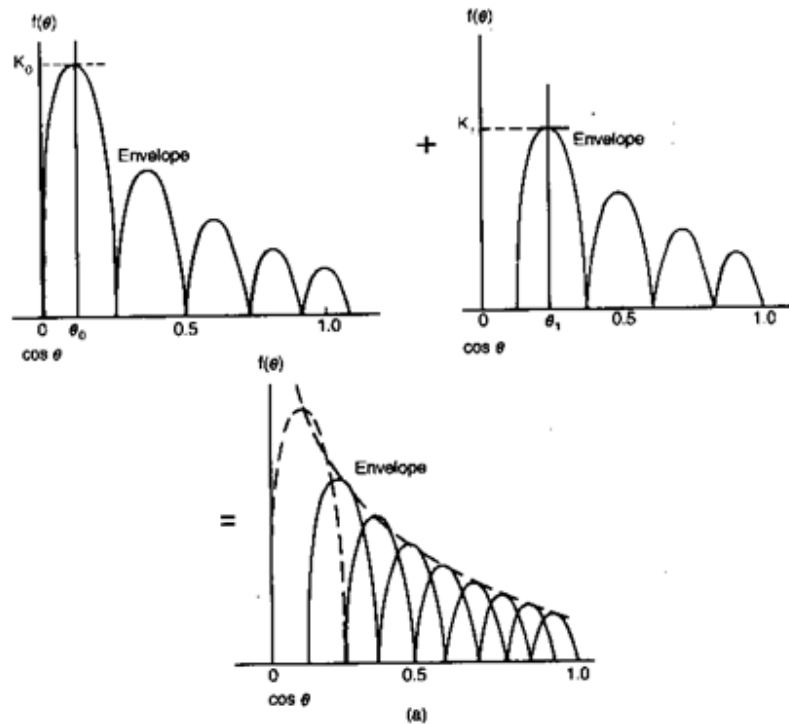 f(θ)
K₀
Envelope
0 θ₀ 0.5 1.0
cos θ
+
f(θ)
K₁
Envelope
0 θ₁ 0.5 1.0
cos θ
=
f(θ)
Envelope
0 0.5 1.0
cos θ
(a)